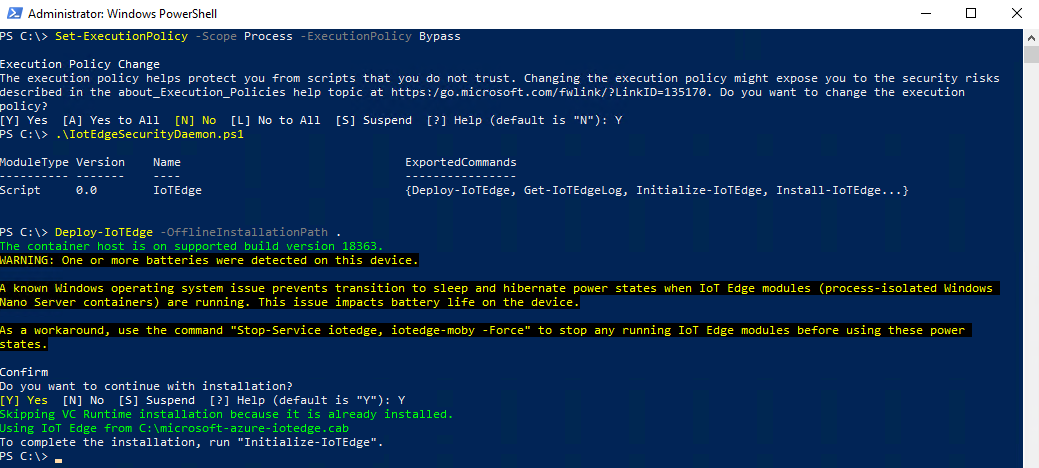 Administrator: Windows PowerShell
PS C:\> Set-ExecutionPolicy -Scope Process -ExecutionPolicy Bypass
Execution Policy Change
The execution policy helps protect you from scripts that you do not trust. Changing the execution policy might expose you to the security risks
described in the about_Execution_Policies help topic at https:/go.microsoft.com/fwlink/?LinkID=135170. Do you want to change the execution
policy?
[Y] Yes  [A] Yes to All  [N] No  [L] No to All  [S] Suspend  [?] Help (default is "N"): Y
PS C:\> .\IotEdgeSecurityDaemon.ps1
ModuleType Version    Name                                ExportedCommands
---------- -------    ----                                ----------------
Script     0.0        IoTEdge                             {Deploy-IoTEdge, Get-IoTEdgeLog, Initialize-IoTEdge, Install-IoTEdge...}
PS C:\> Deploy-IoTEdge -OfflineInstallationPath .
The container host is on supported build version 18363.
WARNING: One or more batteries were detected on this device.
A known Windows operating system issue prevents transition to sleep and hibernate power states when IoT Edge modules (process-isolated Windows
Nano Server containers) are running. This issue impacts battery life on the device.
As a workaround, use the command "Stop-Service iotedge, iotedge-moby -Force" to stop any running IoT Edge modules before using these power
states.
Confirm
Do you want to continue with installation?
[Y] Yes  [N] No  [S] Suspend  [?] Help (default is "Y"): Y
Skipping VC Runtime installation because it is already installed.
Using IoT Edge from C:\microsoft-azure-iotedge.cab
To complete the installation, run "Initialize-IoTEdge".
PS C:\>